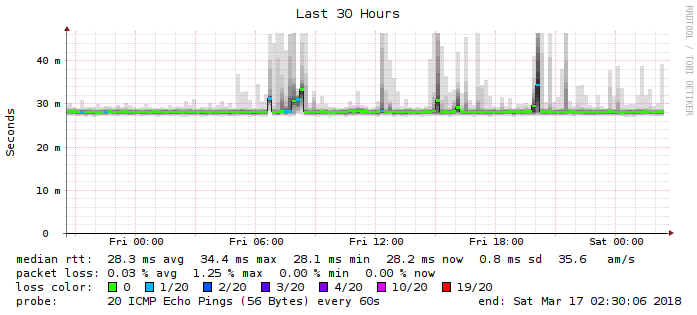 Last 30 Hours
RRDTOOL / TOBI OETIKER
Seconds
40 m
30 m
20 m
10 m
0
Fri 00:00 Fri 06:00 Fri 12:00 Fri 18:00 Sat 00:00
median rtt: 28.3 ms avg 34.4 ms max 28.1 ms min 28.2 ms now 0.8 ms sd 35.6 am/s
packet loss: 0.03 % avg 1.25 % max 0.00 % min 0.00 % now
loss color: 0 1/20 2/20 3/20 4/20 10/20 19/20
probe: 20 ICMP Echo Pings (56 Bytes) every 60s end: Sat Mar 17 02:30:06 2018